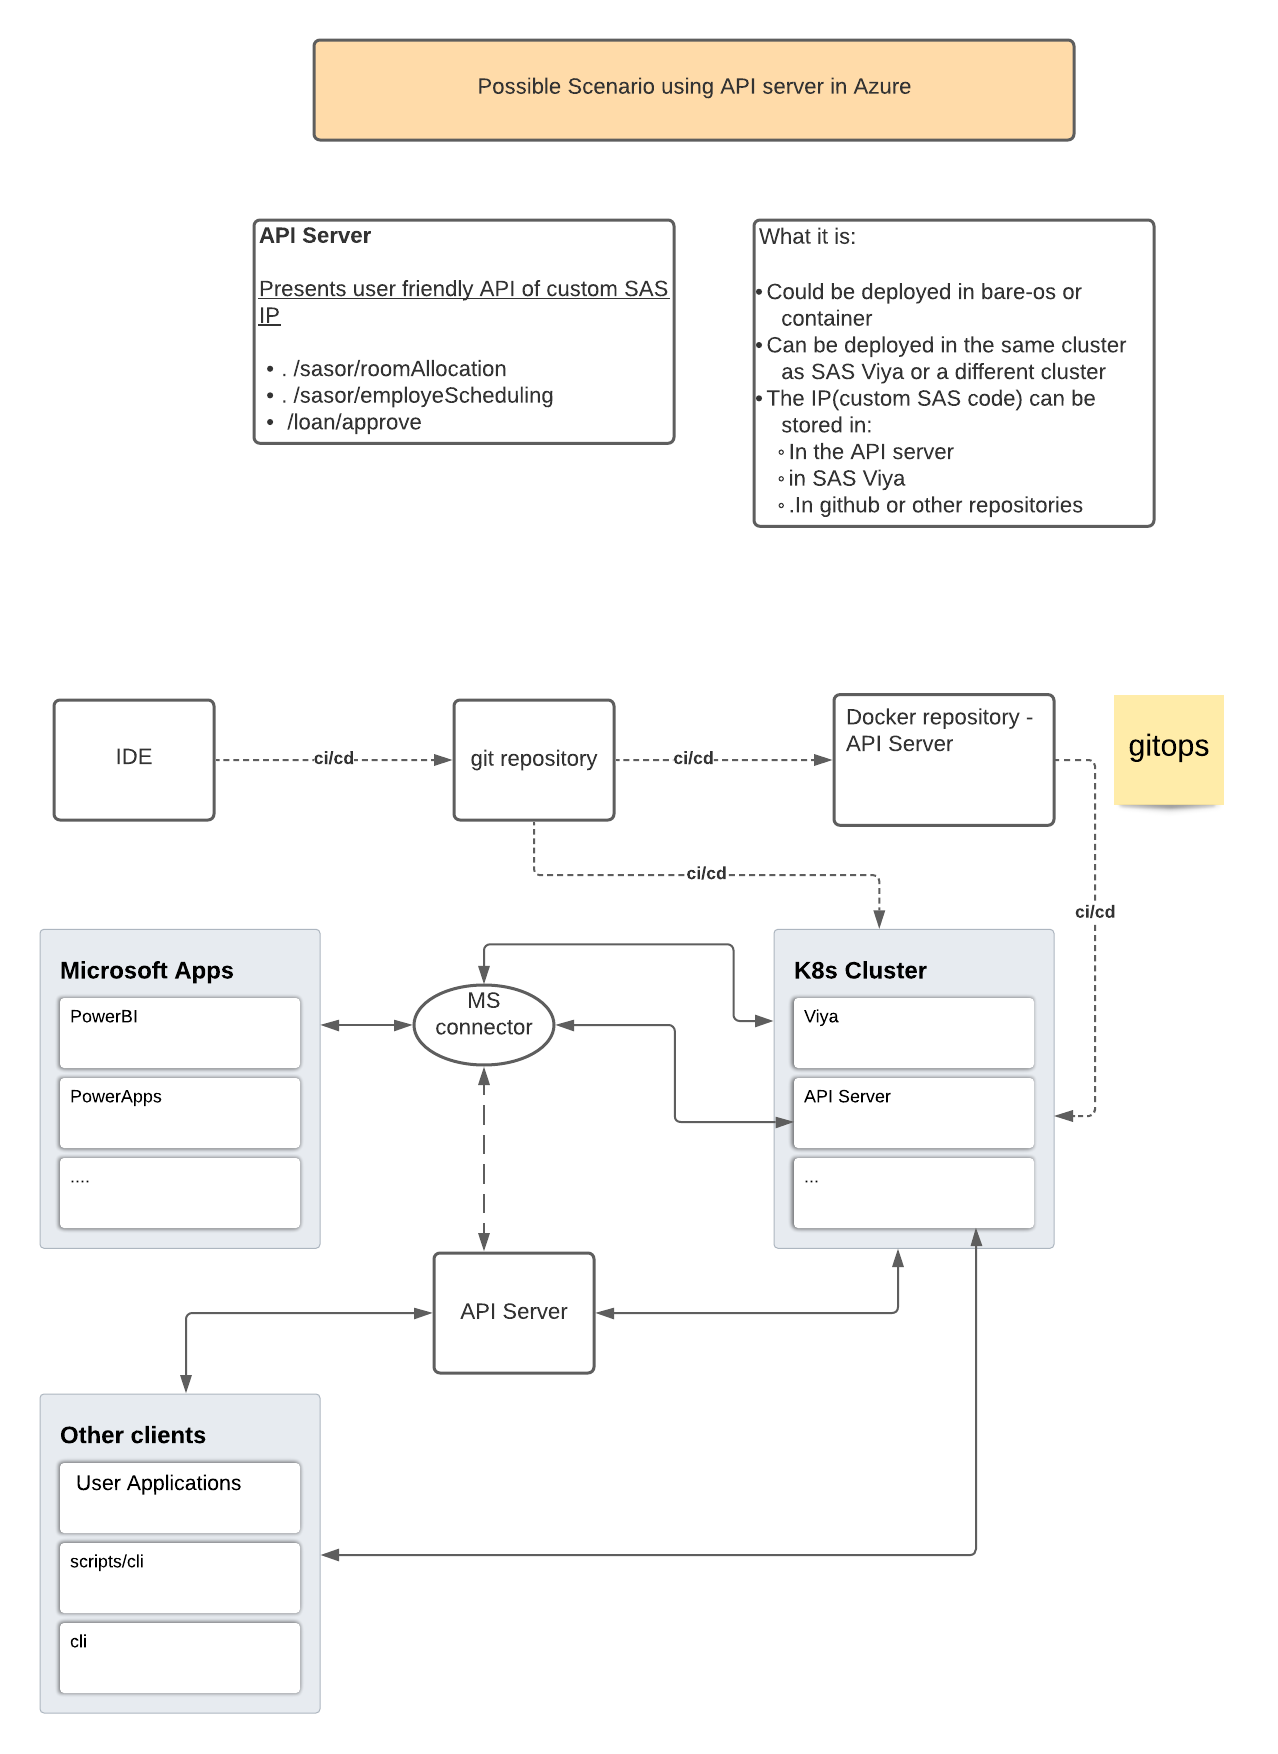 Possible Scenario using API server in Azure
API Server
Presents user friendly API of custom SAS
IP
• . /sasor/roomAllocation
• . /sasor/employeScheduling
• /loan/approve
What it is:
• Could be deployed in bare-os or
container
• Can be deployed in the same cluster
as SAS Viya or a different cluster
• The IP(custom SAS code) can be
stored in:
◦ In the API server
◦ in SAS Viya
◦ .In github or other repositories
IDE
ci/cd
git repository
ci/cd
Docker repository -
API Server
gitops
ci/cd
ci/cd
Microsoft Apps
PowerBI
PowerApps
....
MS
connector
K8s Cluster
Viya
API Server
...
API Server
Other clients
User Applications
scripts/cli
cli